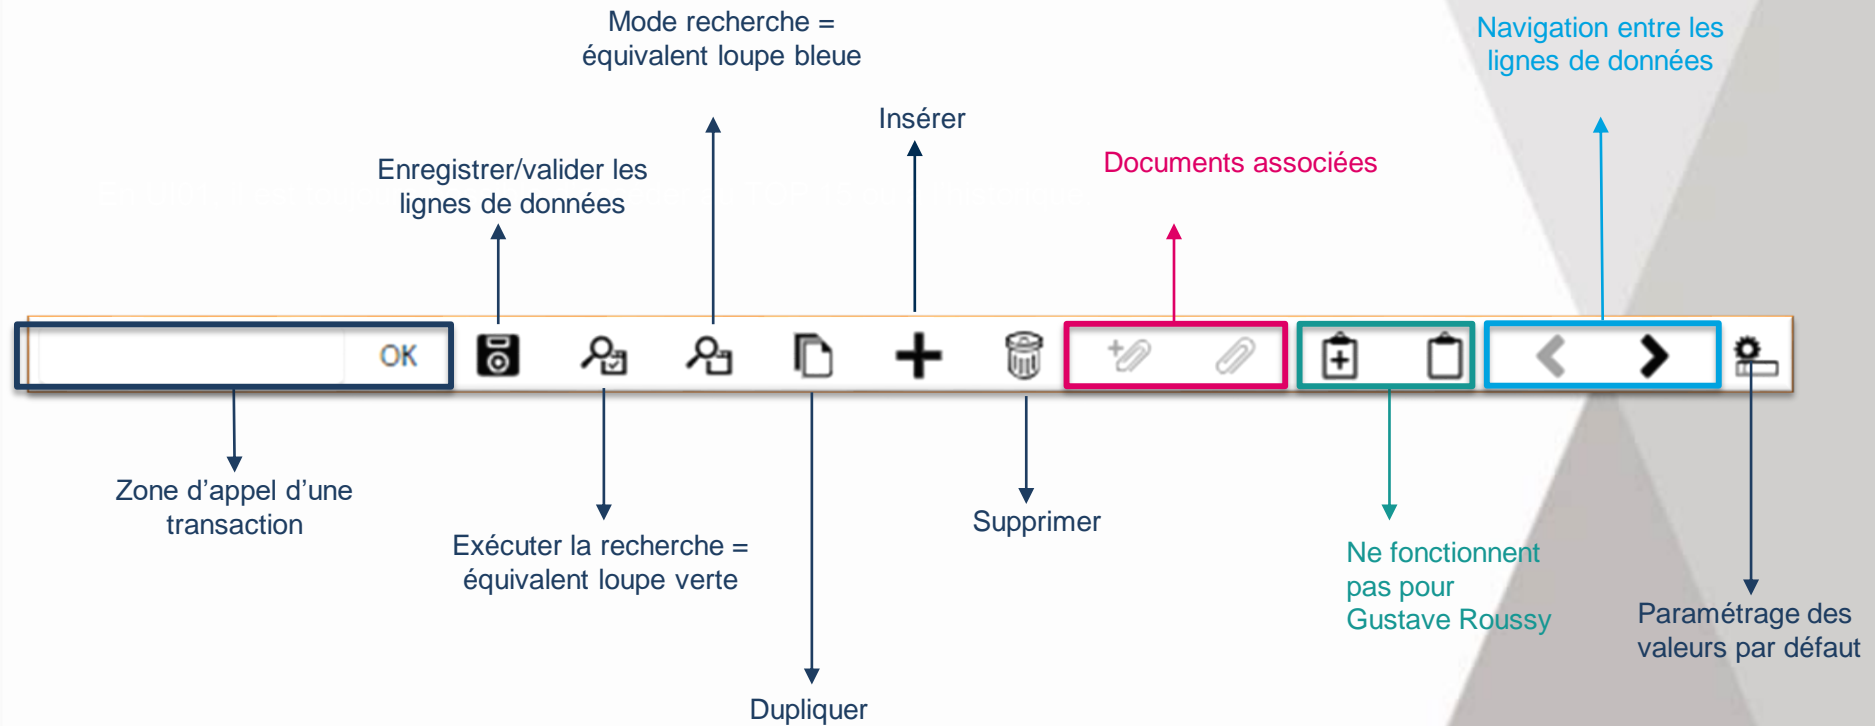 Mode recherche =
équivalent loupe bleue
Navigation entre les
lignes de données
Insérer
Enregistrer/valider les
lignes de données
Documents associées
OK
Zone d'appel d'une
transaction
Exécuter la recherche =
équivalent loupe verte
Supprimer
Ne fonctionnent
pas pour
Gustave Roussy
Paramétrage des
valeurs par défaut
Dupliquer